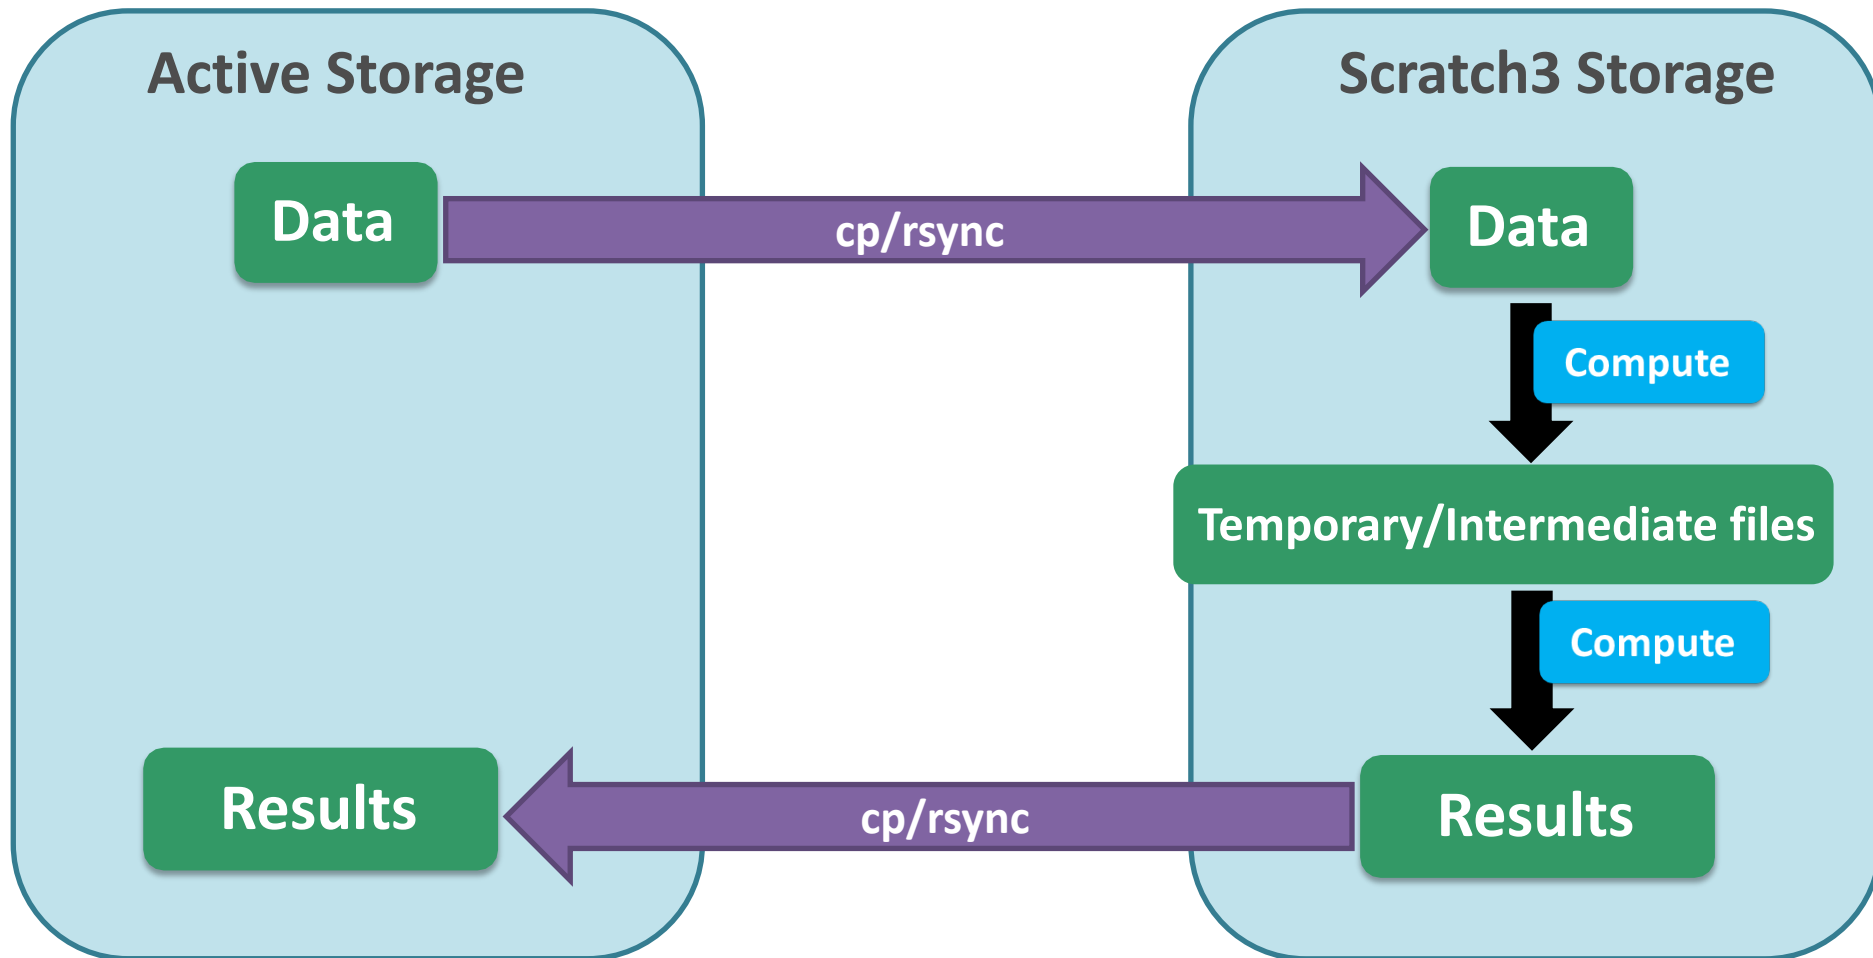 Active Storage
Scratch3 Storage
Data
cp/rsync
Data
Compute
Temporary/Intermediate files
Compute
Results
cp/rsync
Results